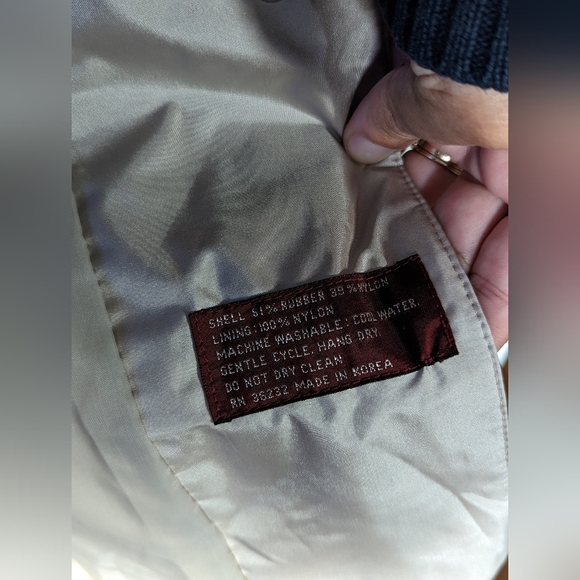 SHELL 61% RUBBER 39% NYLON
LINING: 100% NYLON
MACHINE WASHABLE: COOL WATER,
GENTLE CYCLE, HANG DRY.
DO NOT DRY CLEAN
RN 36232 MADE IN KOREA